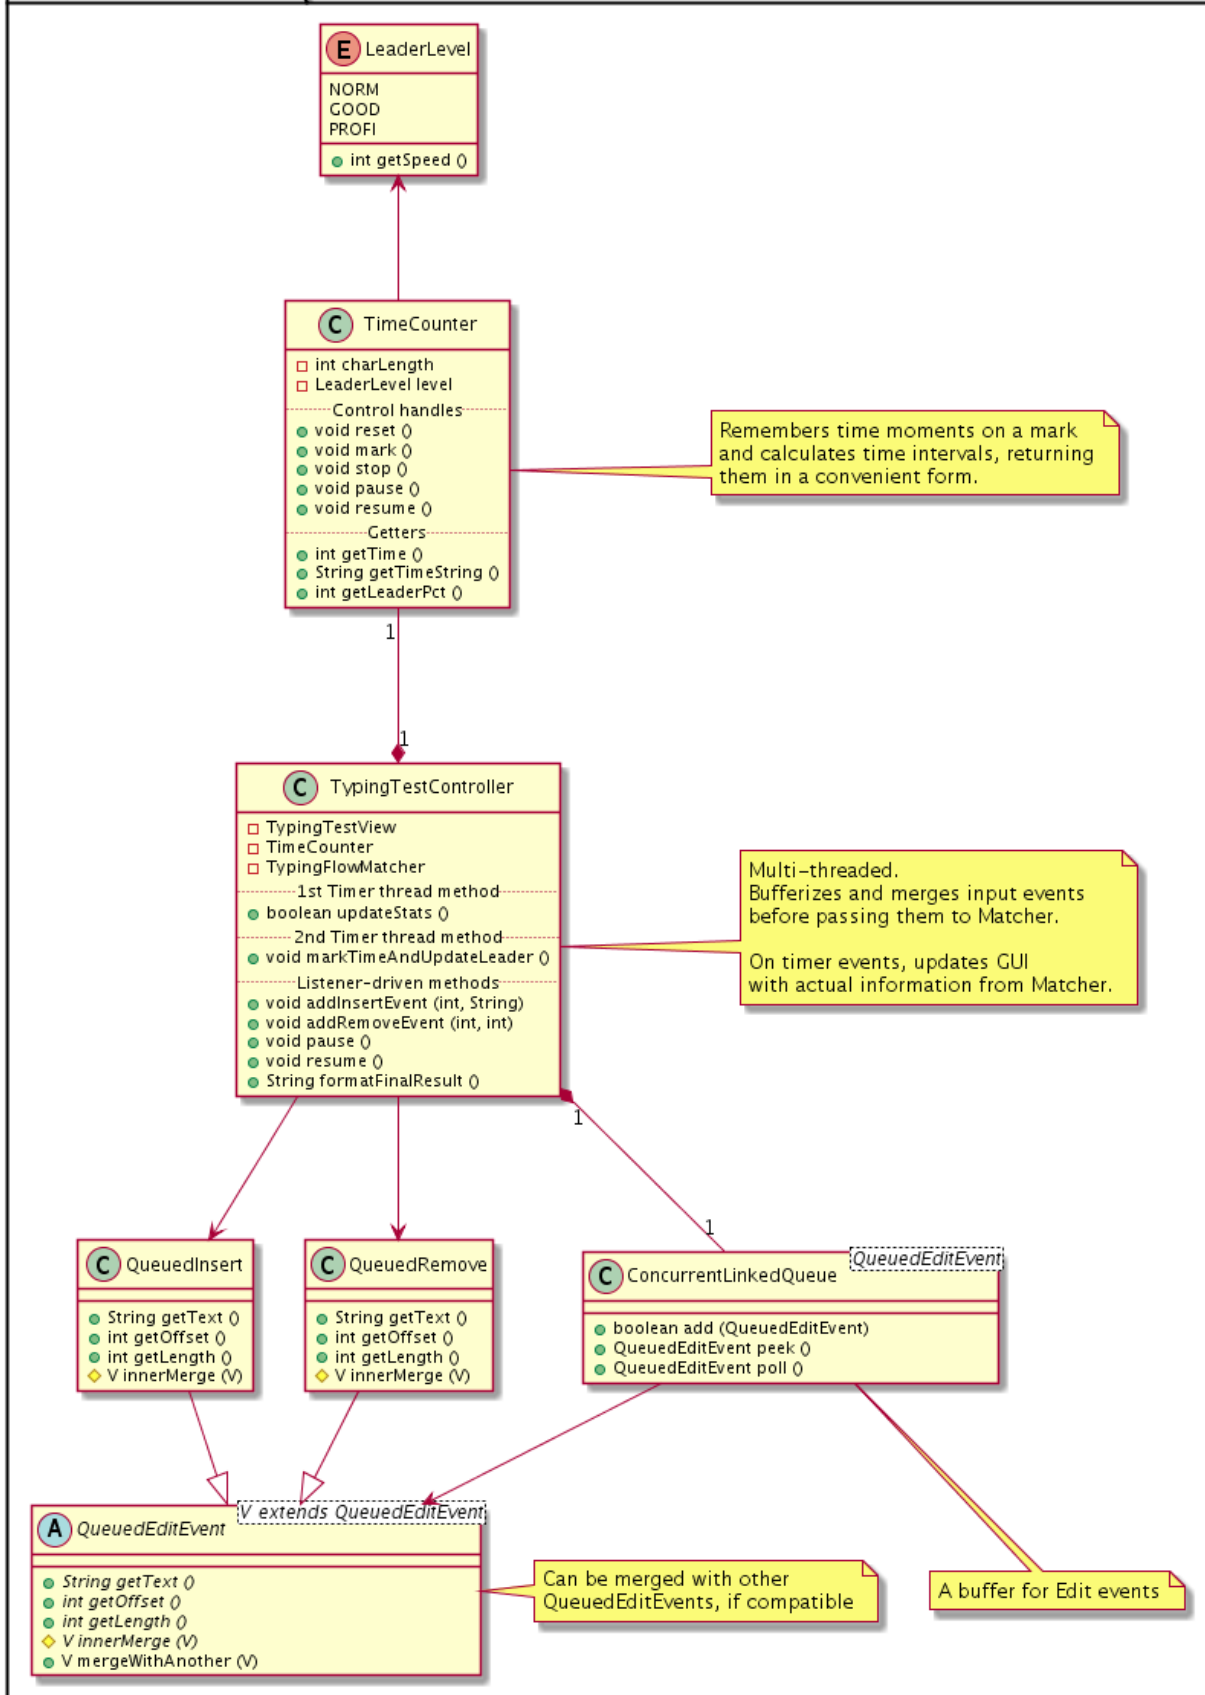 E LeaderLevel
NORM
GOOD
PROFI
int getSpeed ()
C TimeCounter
int charLength
LeaderLevel level
Control handles
void reset ()
void mark ()
void stop ()
void pause ()
void resume ()
Getters
int getTime ()
String getTimeString ()
int getLeaderPct ()
Remembers time moments on a mark
and calculates time intervals, returning
them in a convenient form.
1
1
C TypingTestController
TypingTestView
TimeCounter
TypingFlowMatcher
1st Timer thread method
boolean updateStats ()
2nd Timer thread method
void markTimeAndUpdateLeader ()
Listener-driven methods
void addInsertEvent (int, String)
void addRemoveEvent (int, int)
void pause ()
void resume ()
String formatFinalResult ()
Multi-threaded.
Bufferizes and merges input events
before passing them to Matcher.
On timer events, updates GUI
with actual information from Matcher.
1
1
C QueuedInsert
String getText ()
int getOffset ()
int getLength ()
V innerMerge (V)
C QueuedRemove
String getText ()
int getOffset ()
int getLength ()
V innerMerge (V)
QueuedEditEvent
C ConcurrentLinkedQueue
boolean add (QueuedEditEvent)
QueuedEditEvent peek ()
QueuedEditEvent poll ()
V extends QueuedEditEvent
A QueuedEditEvent
String getText ()
int getOffset ()
int getLength ()
V innerMerge (V)
V mergeWithAnother (V)
Can be merged with other
QueuedEditEvents, if compatible
A buffer for Edit events